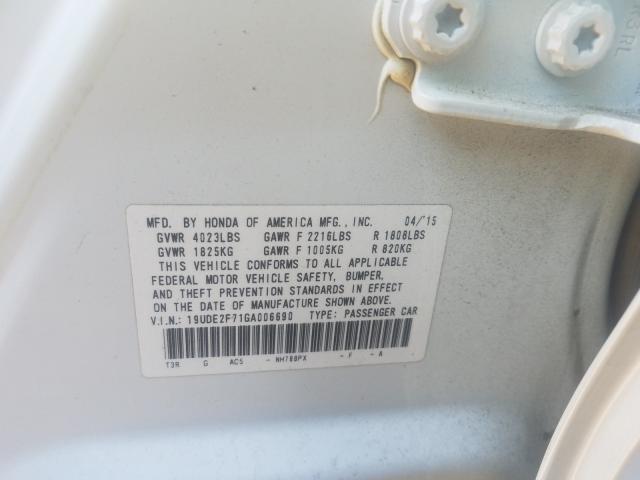 MFD. BY HONDA OF AMERICA MFG., INC. 04/'15
GVWR 4023LBS GAWR F 2216LBS R 1808LBS
GVWR 1825KG GAWR F 1005KG R 820KG
THIS VEHICLE CONFORMS TO ALL APPLICABLE
FEDERAL MOTOR VEHICLE SAFETY, BUMPER,
AND THEFT PREVENTION STANDARDS IN EFFECT
ON THE DATE OF MANUFACTURE SHOWN ABOVE.
V.I.N.: 19UDE2F71GA006690 TYPE: PASSENGER CAR
T3R G AC5 - NH788PX - F - A